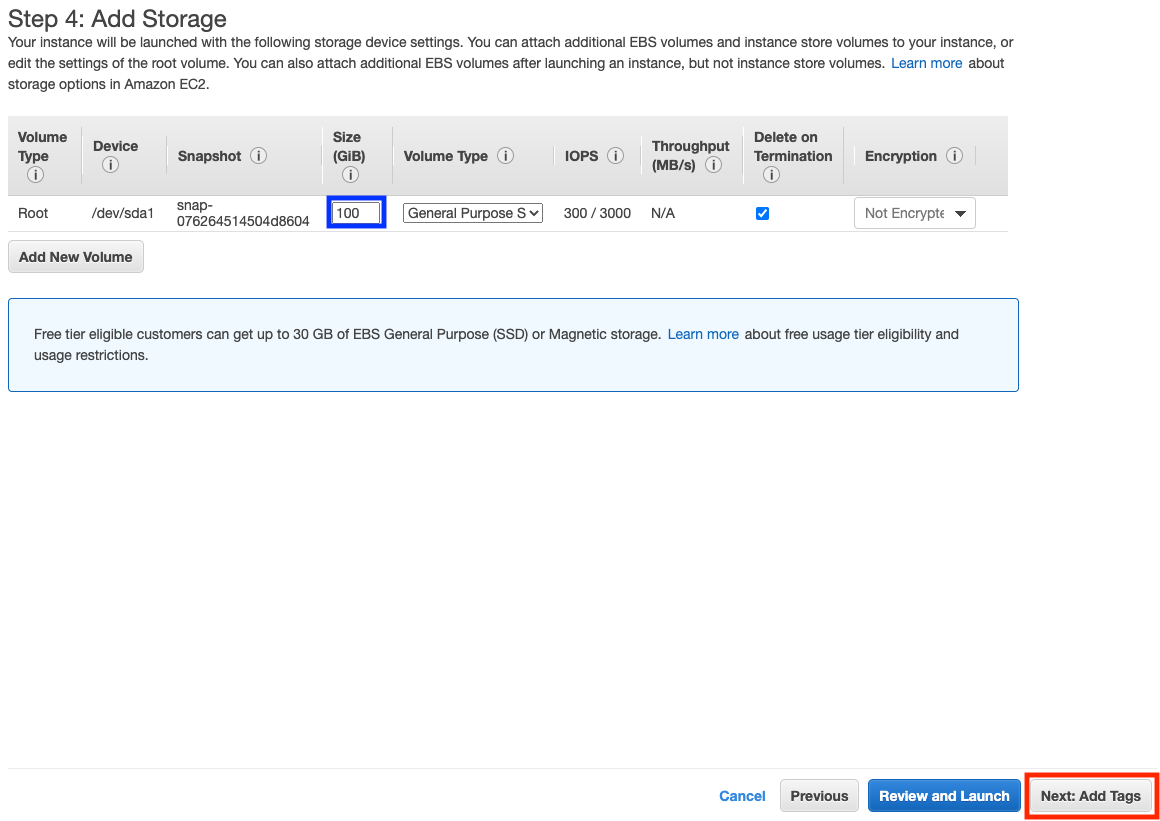 Step 4: Add Storage
Your instance will be launched with the following storage device settings. You can attach additional EBS volumes and instance store volumes to your instance, or
edit the settings of the root volume. You can also attach additional EBS volumes after launching an instance, but not instance store volumes. Learn more about
storage options in Amazon EC2.
Volume Type i
Device i
Snapshot i
Size (GiB) i
Volume Type i
IOPS i
Throughput (MB/s) i
Delete on Termination i
Encryption i
Root
/dev/sda1
snap-
076264514504d8604
100
General Purpose S
300 / 3000
N/A
Not Encrypte
Add New Volume
Free tier eligible customers can get up to 30 GB of EBS General Purpose (SSD) or Magnetic storage. Learn more about free usage tier eligibility and
usage restrictions.
Cancel
Previous
Review and Launch
Next: Add Tags